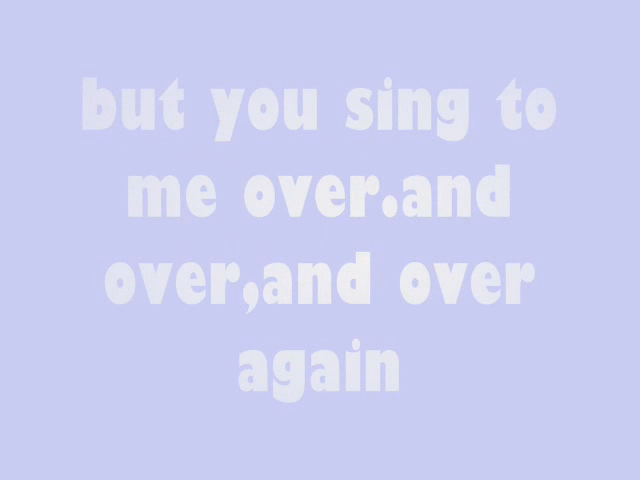 but you sing to
me over.and
over,and over
again